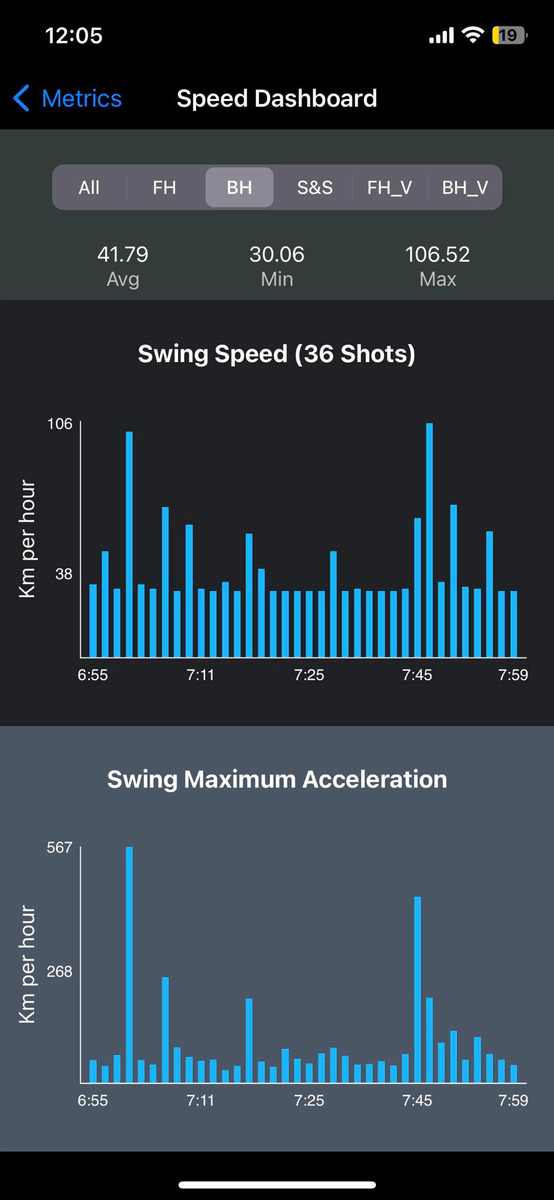 12:05
19
Metrics
Speed Dashboard
All FH BH S&S FH_V BH_V
41.79 30.06 106.52
Avg Min Max
Swing Speed (36 Shots)
106
38
Km per hour
6:55 7:11 7:25 7:45 7:59
Swing Maximum Acceleration
567
268
Km per hour
6:55 7:11 7:25 7:45 7:59